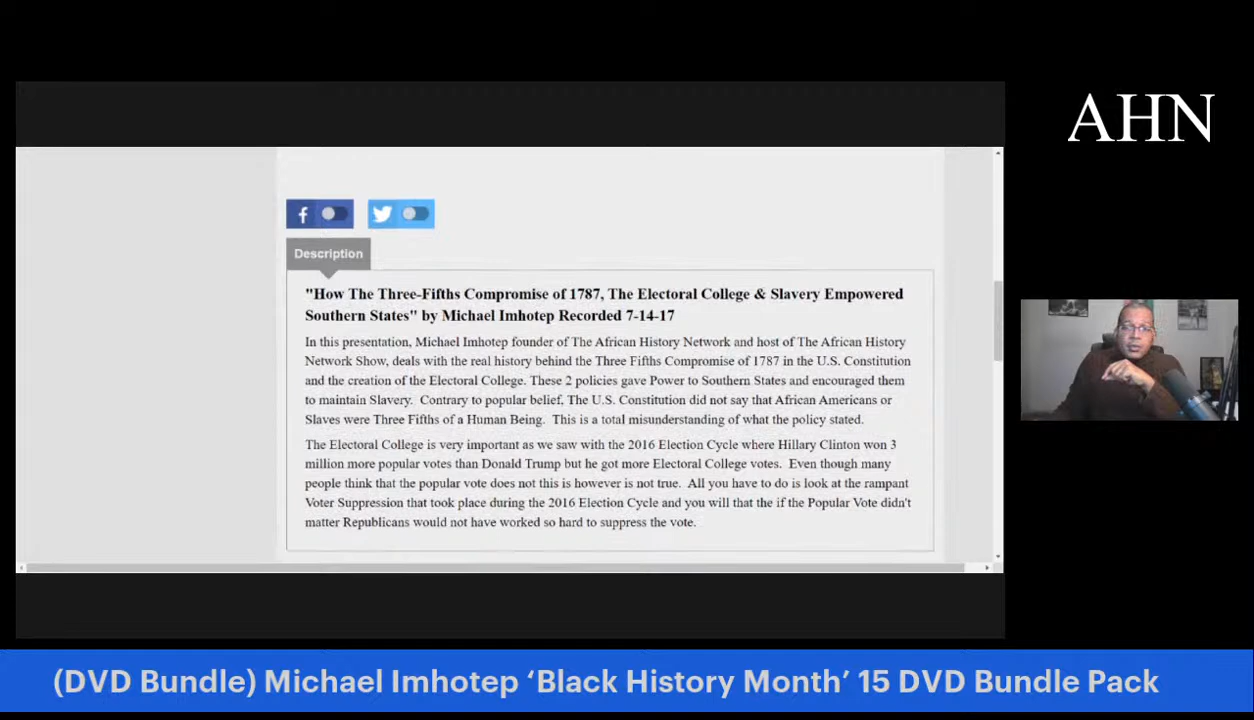 AHN
f
Description
"How The Three-Fifths Compromise of 1787, The Electoral College & Slavery Empowered
Southern States" by Michael Imhotep Recorded 7-14-17
In this presentation, Michael Imhotep founder of The African History Network and host of The African History
Network Show, deals with the real history behind the Three Fifths Compromise of 1787 in the U.S. Constitution
and the creation of the Electoral College. These 2 policies gave Power to Southern States and encouraged them
to maintain Slavery. Contrary to popular belief, The U.S. Constitution did not say that African Americans or
Slaves were Three Fifths of a Human Being. This is a total misunderstanding of what the policy stated.
The Electoral College is very important as we saw with the 2016 Election Cycle where Hillary Clinton won 3
million more popular votes than Donald Trump but he got more Electoral College votes. Even though many
people think that the popular vote does not this is however is not true. All you have to do is look at the rampant
Voter Suppression that took place during the 2016 Election Cycle and you will that the if the Popular Vote didn't
matter Republicans would not have worked so hard to suppress the vote.
(DVD Bundle) Michael Imhotep ‘Black History Month’ 15 DVD Bundle Pack